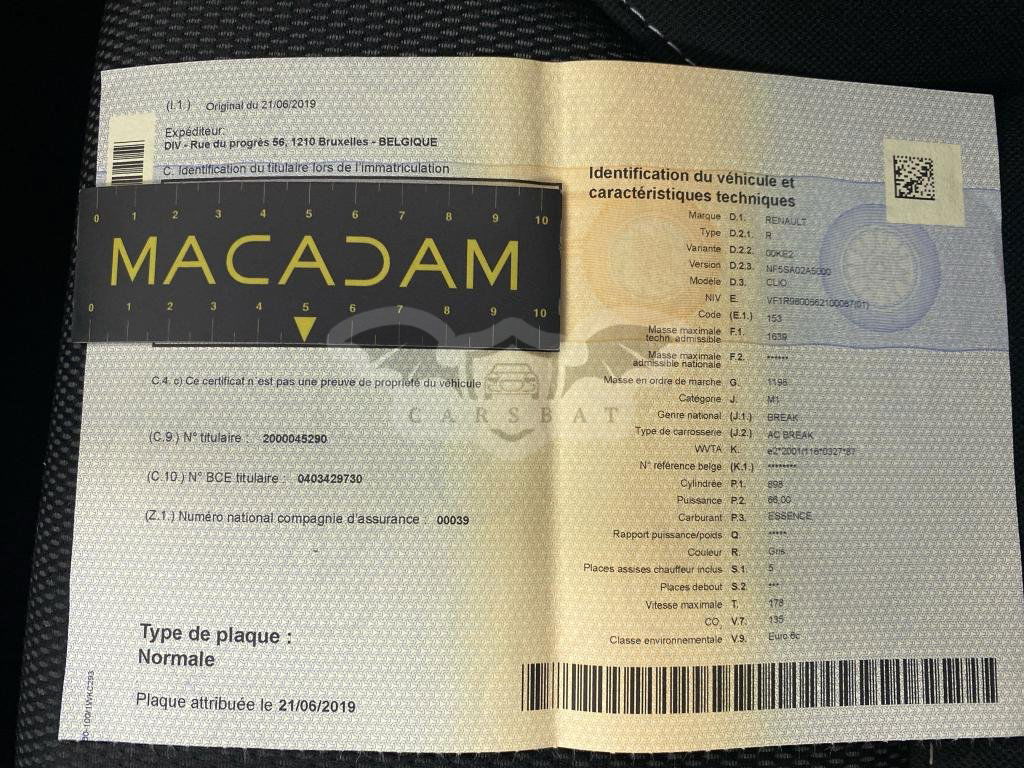 (I.1.) Original du 21/06/2019
Expéditeur:
DIV - Rue du progrès 56, 1210 Bruxelles - BELGIQUE
C. Identification du titulaire lors de l'immatriculation
0 1 2 3 4 5 6 7 8 9 10
MACADAM
0 1 2 3 4 5 6 7 8 9 10
C.4. c) Ce certificat n'est pas une preuve de propriété du véhicule
(C.9.) N° titulaire : 2000045290
(C.10.) N° BCE titulaire : 0403429730
(Z.1.) Numéro national compagnie d'assurance : 00039
Type de plaque :
Normale
Plaque attribuée le 21/06/2019
Identification du véhicule et
caractéristiques techniques
Marque D.1. RENAULT
Type D.2.1. R
Variante D.2.2. 00KE2
Version D.2.3. NF5SA02A5000
Modèle D.3. CLIO
NIV E. VF1R9800562100087(01)
Code (E.1.) 153
Masse maximale
techn. admissible F.1. 1639
Masse maximale
admissible nationale F.2. ******
Masse en ordre de marche G. 1196
Catégorie J. M1
Genre national (J.1.) BREAK
Type de carrosserie (J.2.) AC BREAK
WVTA K. e2*2001/116*0327*87
N° référence belge (K.1.) ********
Cylindrée P.1. 898
Puissance P.2. 66,00
Carburant P.3. ESSENCE
Rapport puissance/poids Q. *****
Couleur R. Gris
Places assises chauffeur inclus S.1. 5
Places debout S.2. ***
Vitesse maximale T. 178
CO₂ V.7. 135
Classe environnementale V.9. Euro 6c
CARSBAT